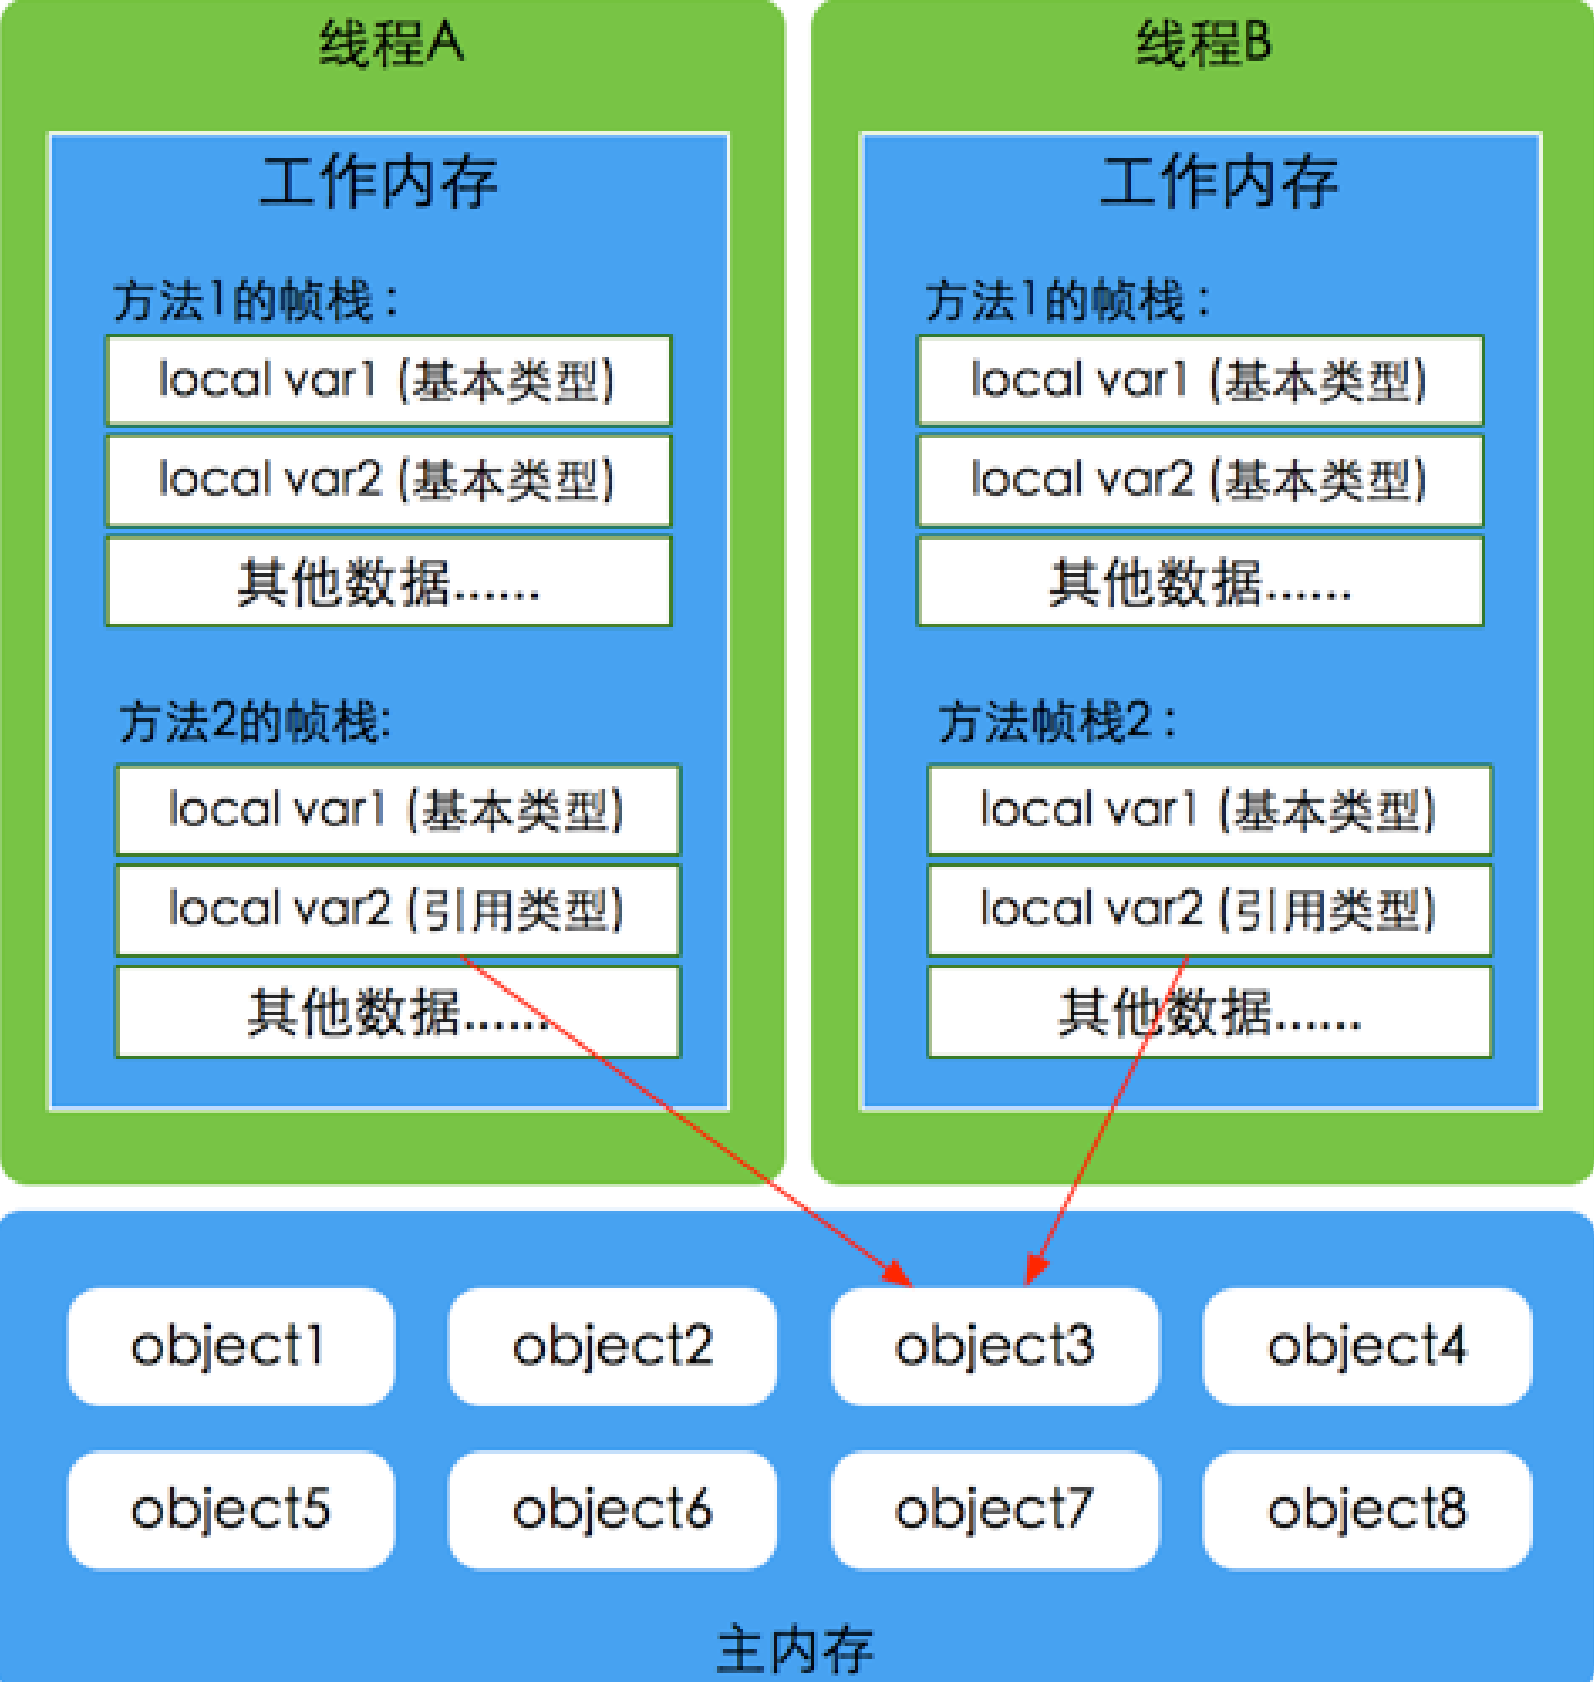 线程A
工作内存
方法1的帧栈：
local var1 (基本类型)
local var2 (基本类型)
其他数据......
方法2的帧栈:
local var1 (基本类型)
local var2 (引用类型)
其他数据......
线程B
工作内存
方法1的帧栈：
local var1 (基本类型)
local var2 (基本类型)
其他数据......
方法帧栈2：
local var1 (基本类型)
local var2 (引用类型)
其他数据......
object1
object2
object3
object4
object5
object6
object7
object8
主内存